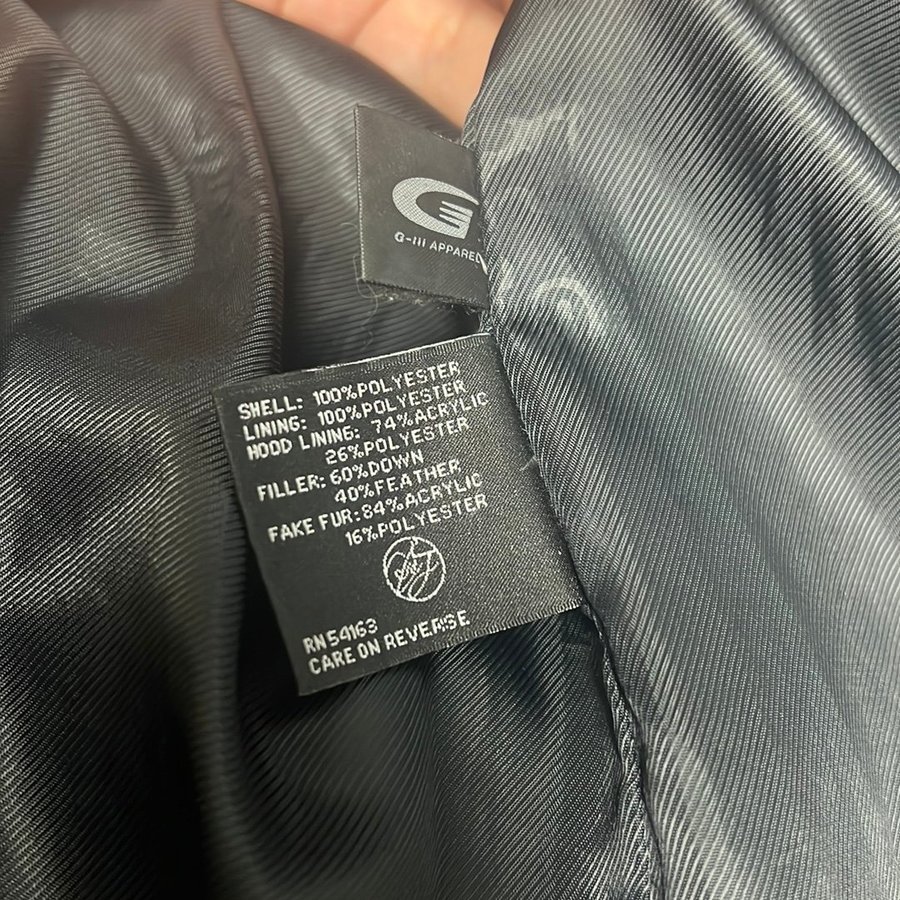 G-III APPAREL
SHELL: 100%POLYESTER
LINING: 100%POLYESTER
HOOD LINING: 74%ACRYLIC
26%POLYESTER
FILLER: 60%DOWN
40%FEATHER
FAKE FUR: 84%ACRYLIC
16%POLYESTER
RN 54163
CARE ON REVERSE